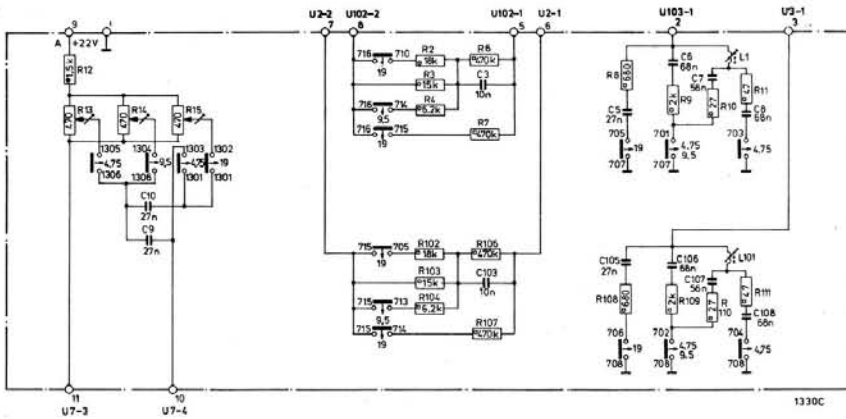 U2-2 U102-2 U102-1 U2-1 U103-1 U3-1
9 1 7 8 5 6 2 3
A +22V
R12
1,5k
R13 R14 R15
470 470 470
1305 1304 1303 1302
4,75 9,5 4,75 19
1306 1306 1301 1301
C10
27n
C9
27n
11 10
U7-3 U7-4
716 710 R2 R6
19 18k 470k
R3 C3
15k 10n
R4
716 714 6,2k
9,5
716 715 R7
19 470k
715 705 R102 R106
19 18k 470k
R103 C103
15k 10n
715 713 R104
9,5 6,2k
715 714 R107
19 470k
R8 C6 L1
680 68n
C7 R11
56n 47
C5 R9 R10 C8
27n 2k 27 68n
705 701 703
19 4,75 4,75
9,5
707 707 707
C105 C106 L101
27n 68n
C107 R111
56n 47
R108 R109 R110 C108
680 2k 27 68n
706 702 704
19 4,75 4,75
9,5
708 708 708
1330C